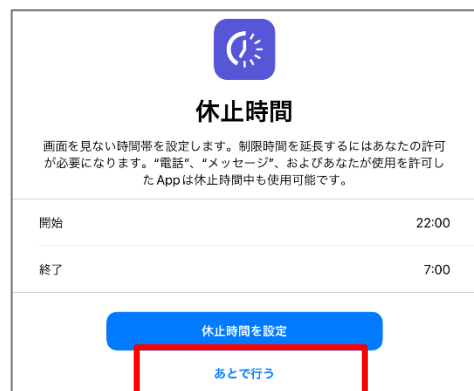 休止時間
画面を見ない時間帯を設定します。制限時間を延長するにはあなたの許可
が必要になります。“電話”、“メッセージ”、およびあなたが使用を許可し
たAppは休止時間中も使用可能です。
開始 22:00
終了 7:00
休止時間を設定
あとで行う